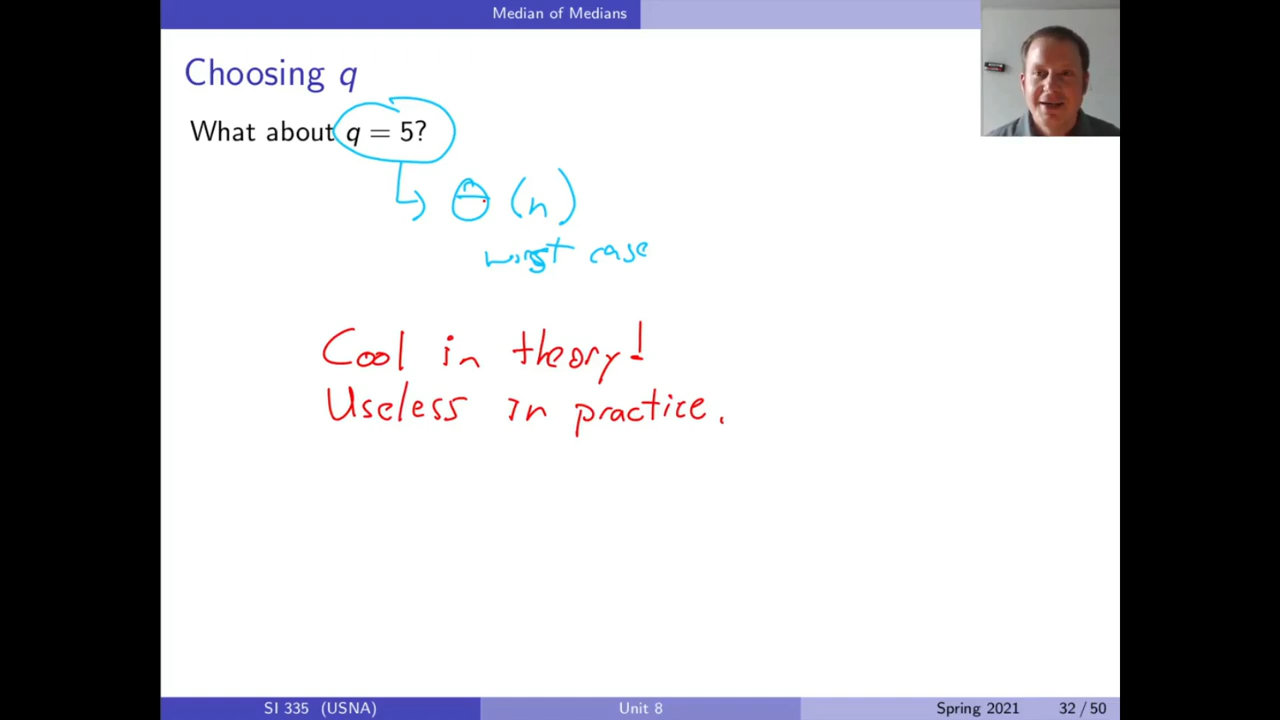 Median of Medians
Choosing q
What about q = 5?
Θ (n)
worst case
Cool in theory!
Useless in practice.
SI 335 (USNA) Unit 8 Spring 2021 32 / 50